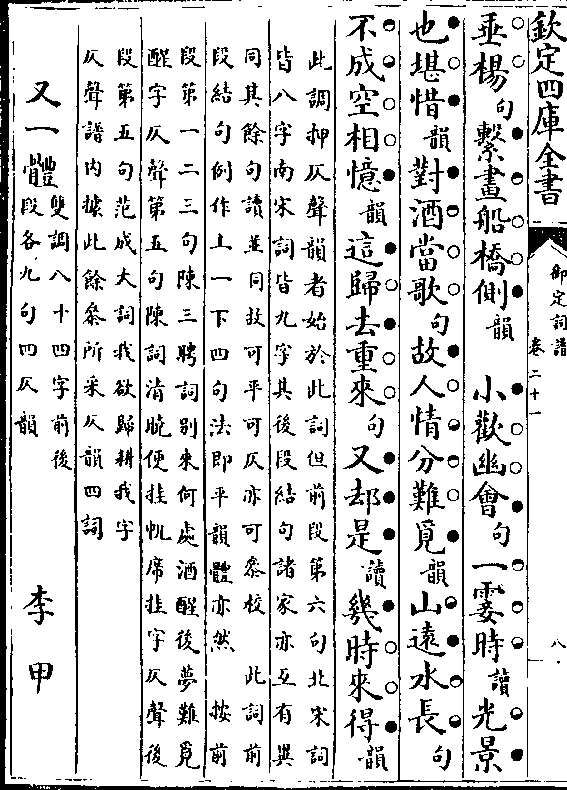 欽定四庫全書
御定詞譜
卷二十一
八
垂楊句繫畫船橋側韻 小歡幽會句一霎時讀光景
也堪惜韻對酒當歌句故人情分難覓韻山遠水長句
不成空相憶韻這歸去重來句又却是讀幾時來得韻
此調押仄聲韻者始於此詞但前段第六句北宋詞
皆八字南宋詞皆九字其後段結句諸家亦互有異
同其餘句讀並同故可平可仄亦可參校 此詞前
段結句例作上一下四句法即平韻體亦然 按前
段第一二三句陳三聘詞別來何處酒醒後夢難覓
醒字仄聲第五句陳詞清曉便挂帆席挂字仄聲後
段第五句范成大詞我欲歸耕我字
仄聲譜內據此餘參所采仄韻四詞
又一體雙調八十四字前後段各九句四仄韻 李甲